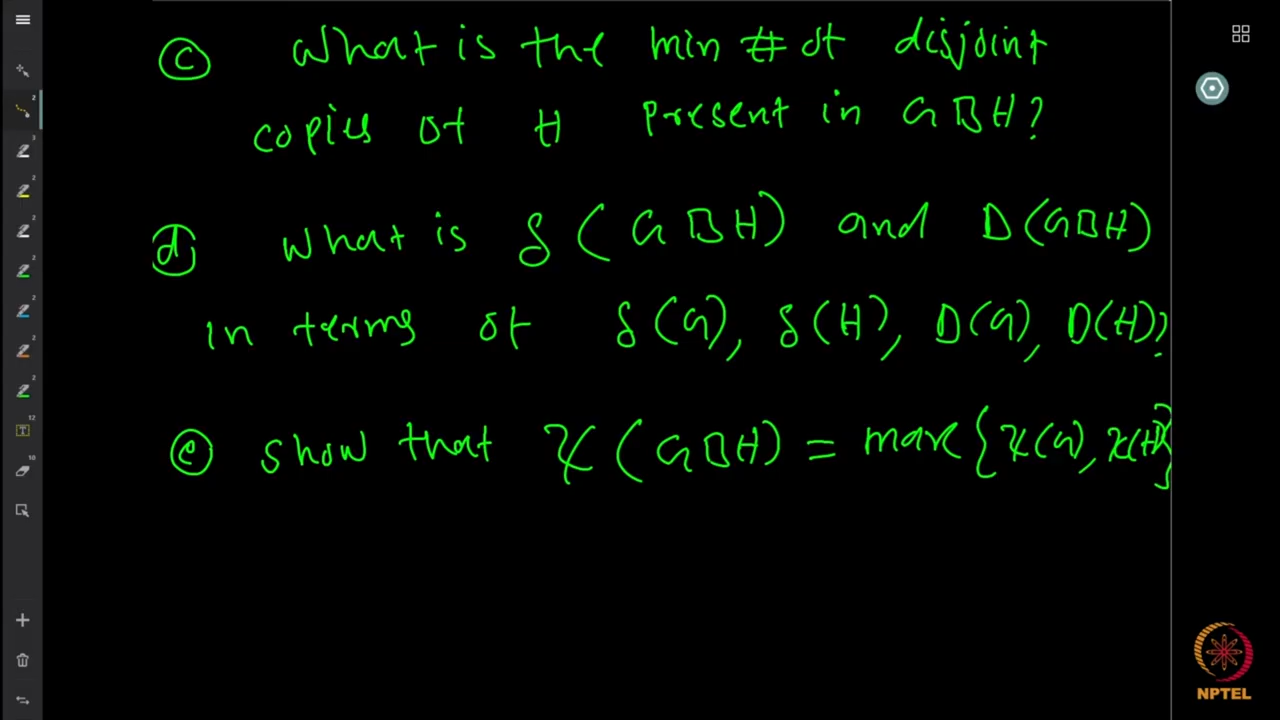 (c) What is the min # of disjoint
copies of H present in G□H?
(d) What is δ(G□H) and Δ(G□H)
in terms of δ(G), δ(H), Δ(G), Δ(H)?
(e) show that χ(G□H) = max{χ(G), χ(H)}
NPTEL